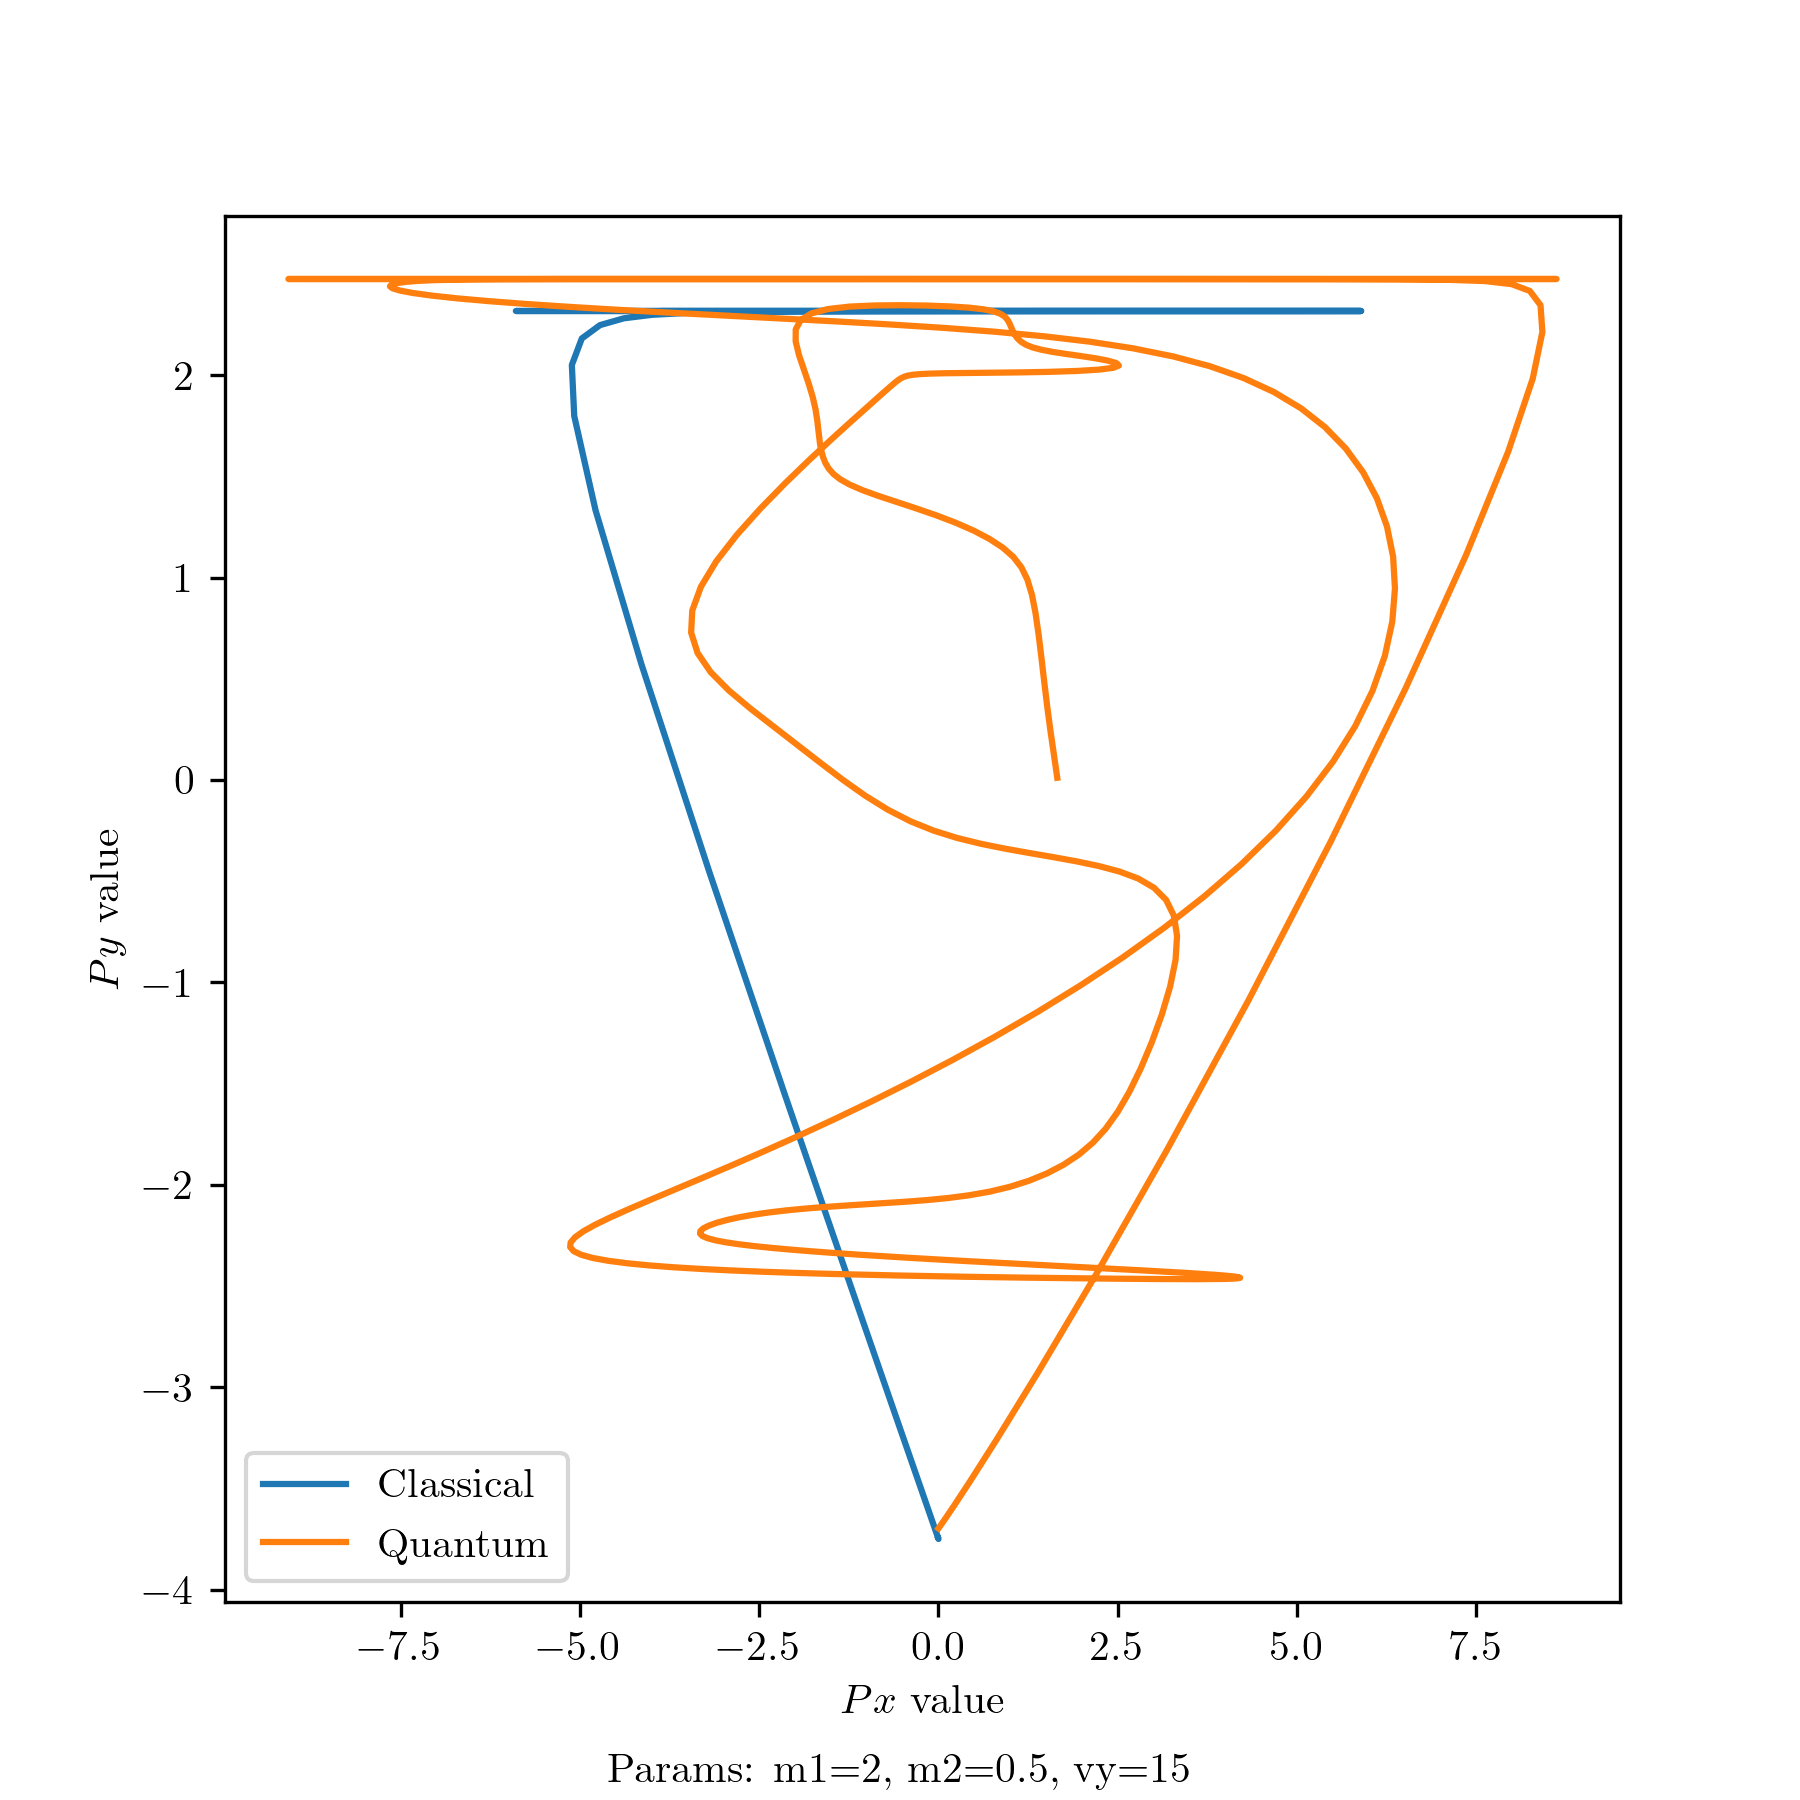 2
1
0
−1
−2
−3
−4
Py value
Classical
Quantum
−7.5 −5.0 −2.5 0.0 2.5 5.0 7.5
Px value
Params: m1=2, m2=0.5, vy=15